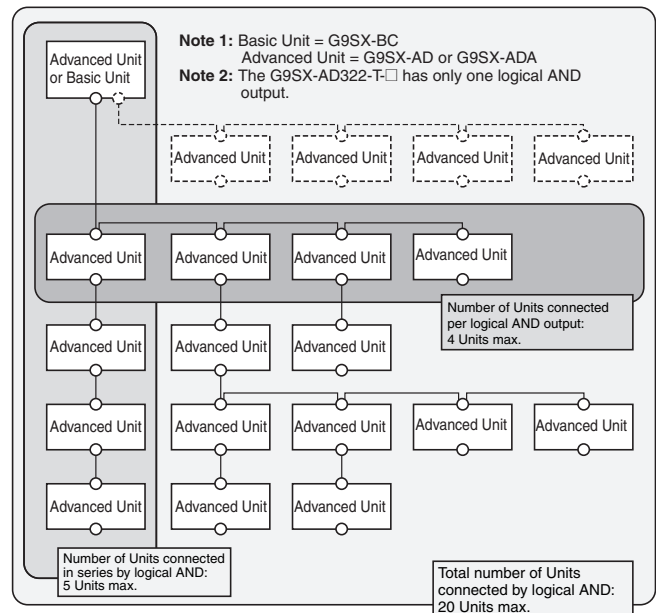 Advanced Unit
or Basic Unit
Note 1: Basic Unit = G9SX-BC
Advanced Unit = G9SX-AD or G9SX-ADA
Note 2: The G9SX-AD322-T-□ has only one logical AND
output.
Advanced Unit Advanced Unit Advanced Unit Advanced Unit
Advanced Unit Advanced Unit Advanced Unit Advanced Unit
Number of Units connected
per logical AND output:
4 Units max.
Advanced Unit Advanced Unit Advanced Unit
Advanced Unit Advanced Unit Advanced Unit Advanced Unit Advanced Unit
Advanced Unit Advanced Unit Advanced Unit
Number of Units connected
in series by logical AND:
5 Units max.
Total number of Units
connected by logical AND:
20 Units max.